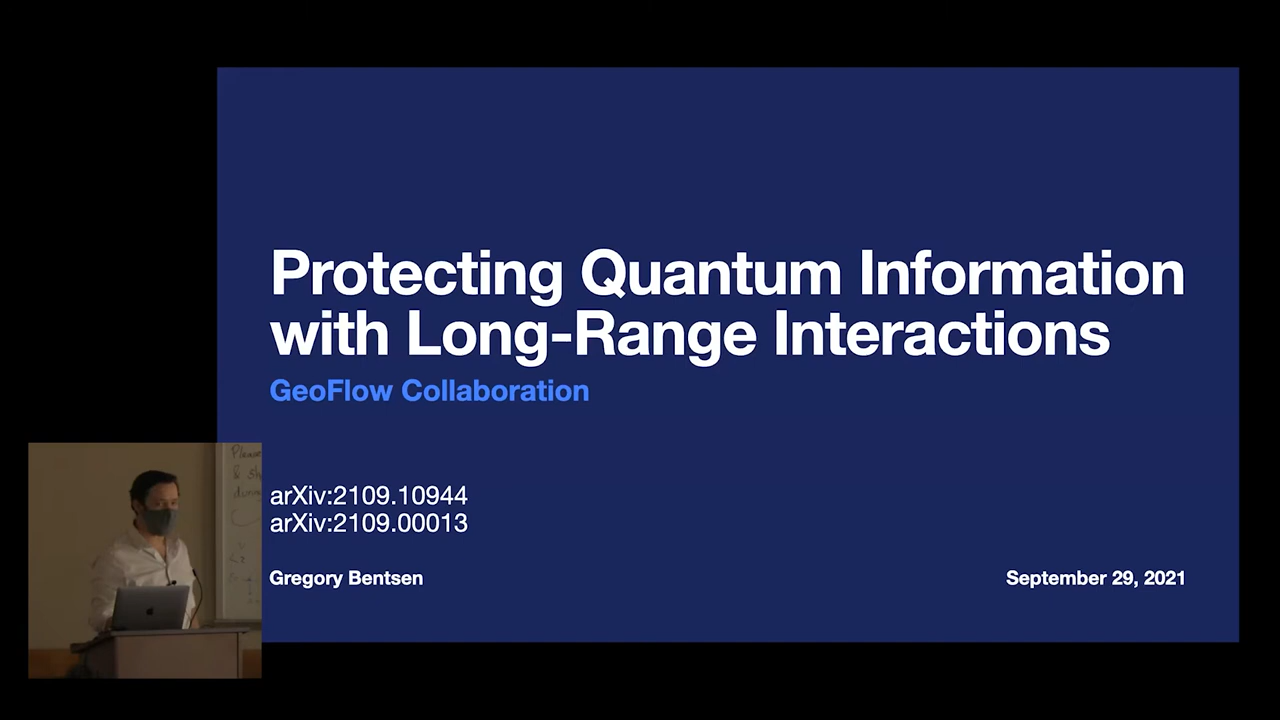 Protecting Quantum Information
with Long-Range Interactions
GeoFlow Collaboration
arXiv:2109.10944
arXiv:2109.00013
Gregory Bentsen
September 29, 2021